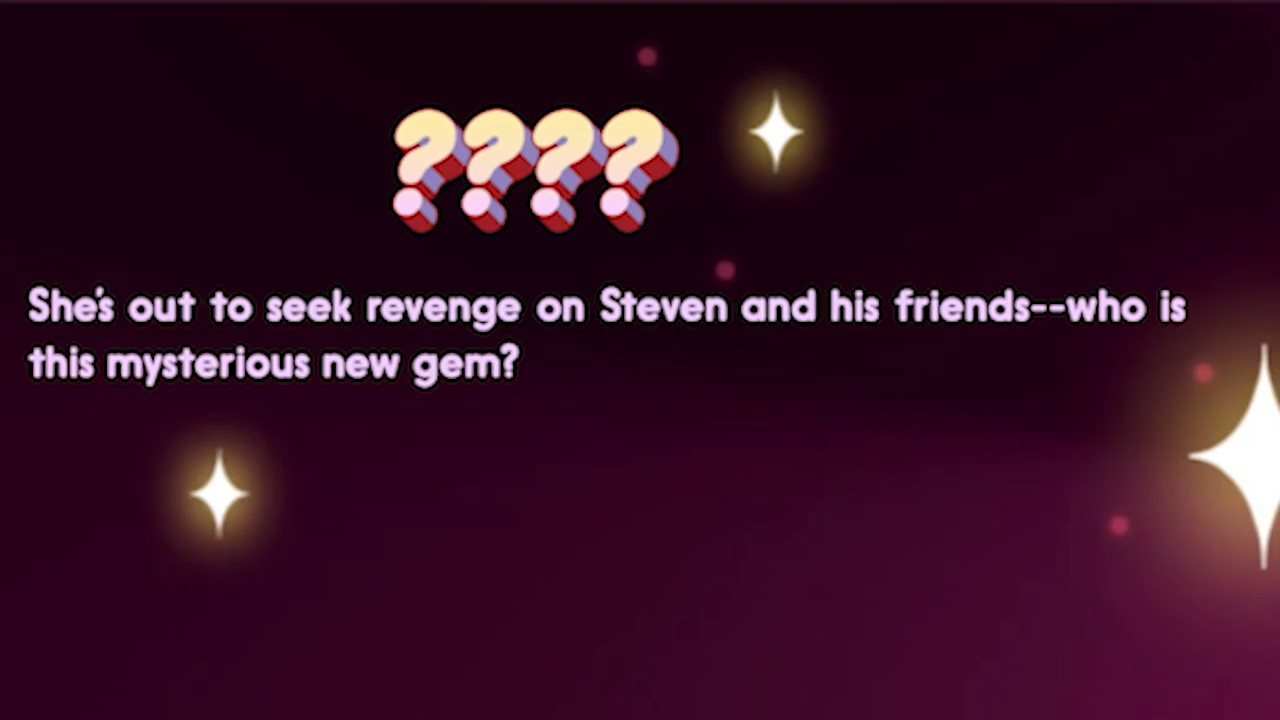 ????
She's out to seek revenge on Steven and his friends--who is
this mysterious new gem?